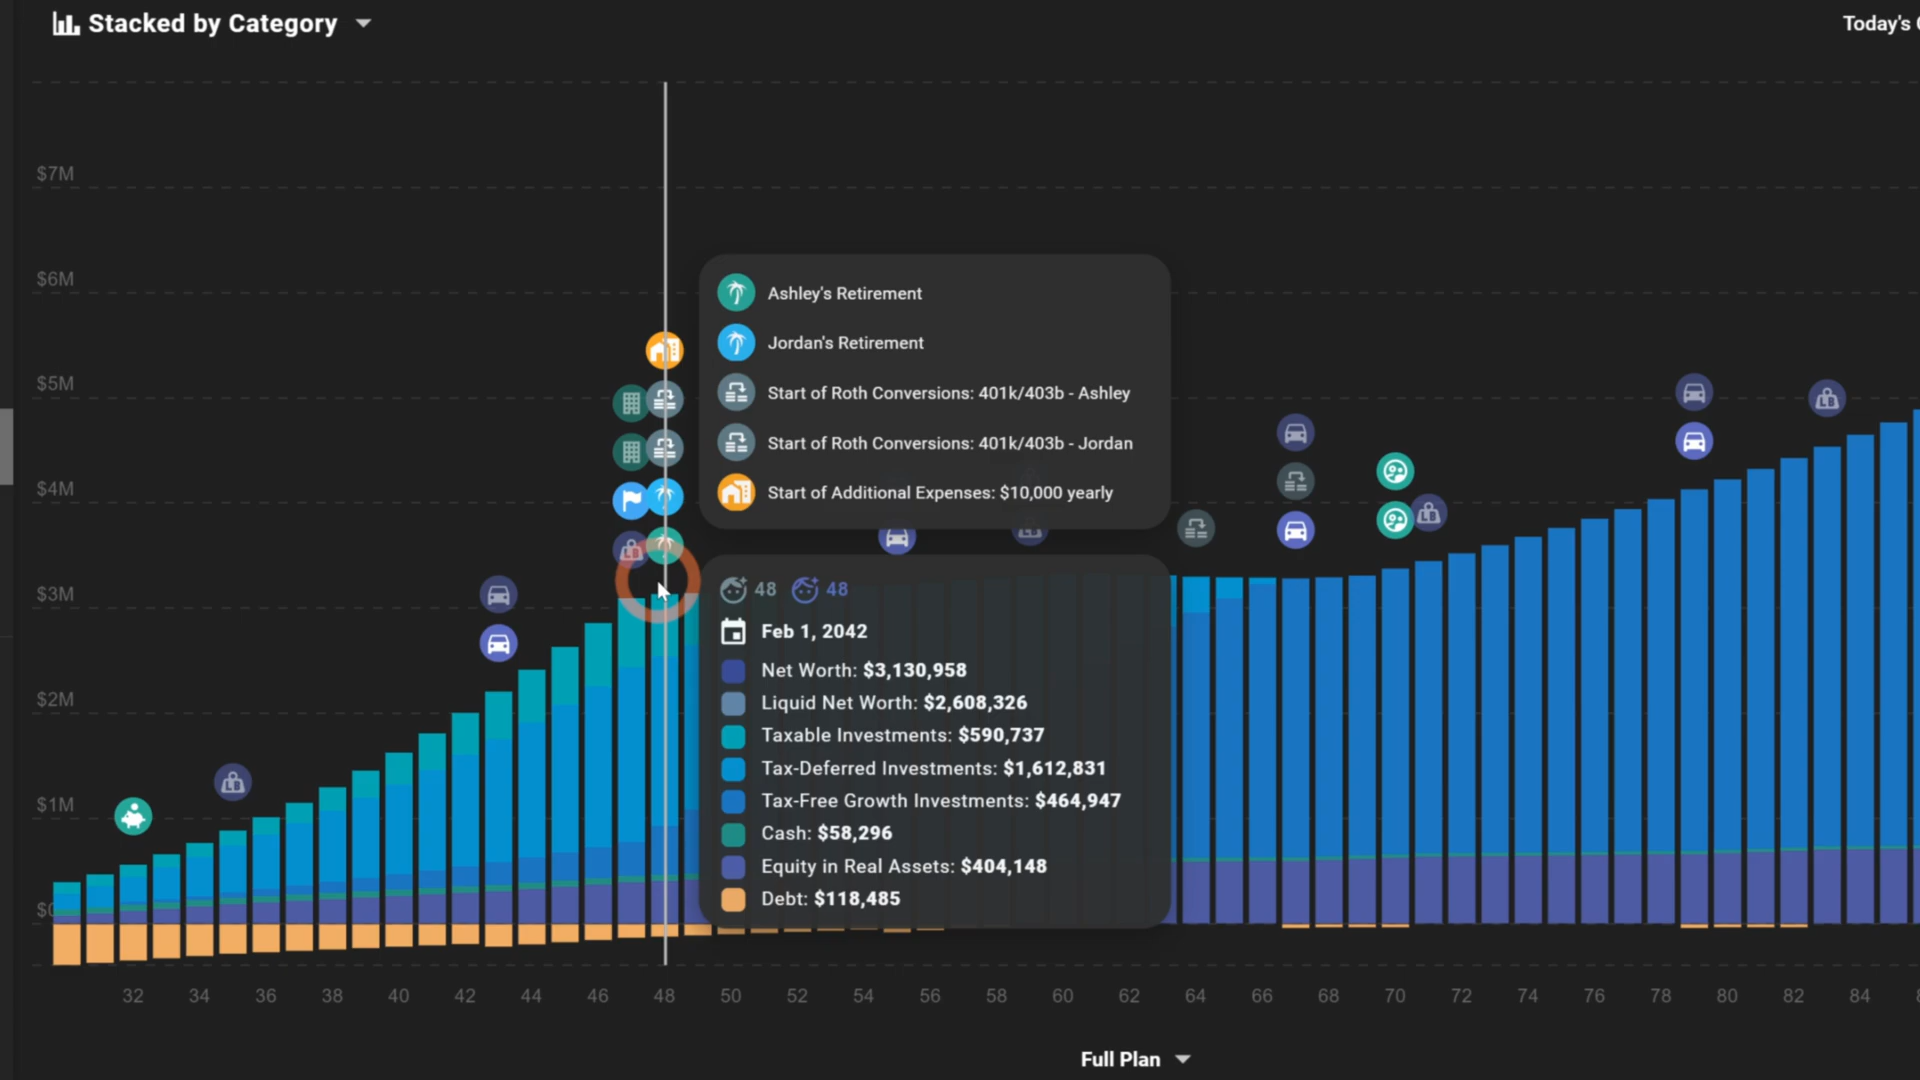 Stacked by Category
Today's
$7M
$6M
$5M
$4M
$3M
$2M
$1M
Ashley's Retirement
Jordan's Retirement
Start of Roth Conversions: 401k/403b - Ashley
Start of Roth Conversions: 401k/403b - Jordan
Start of Additional Expenses: $10,000 yearly
48 48
Feb 1, 2042
Net Worth: $3,130,958
Liquid Net Worth: $2,608,326
Taxable Investments: $590,737
Tax-Deferred Investments: $1,612,831
Tax-Free Growth Investments: $464,947
Cash: $58,296
Equity in Real Assets: $404,148
Debt: $118,485
32 34 36 38 40 42 44 46 48 50 52 54 56 58 60 62 64 66 68 70 72 74 76 78 80 82 84
Full Plan